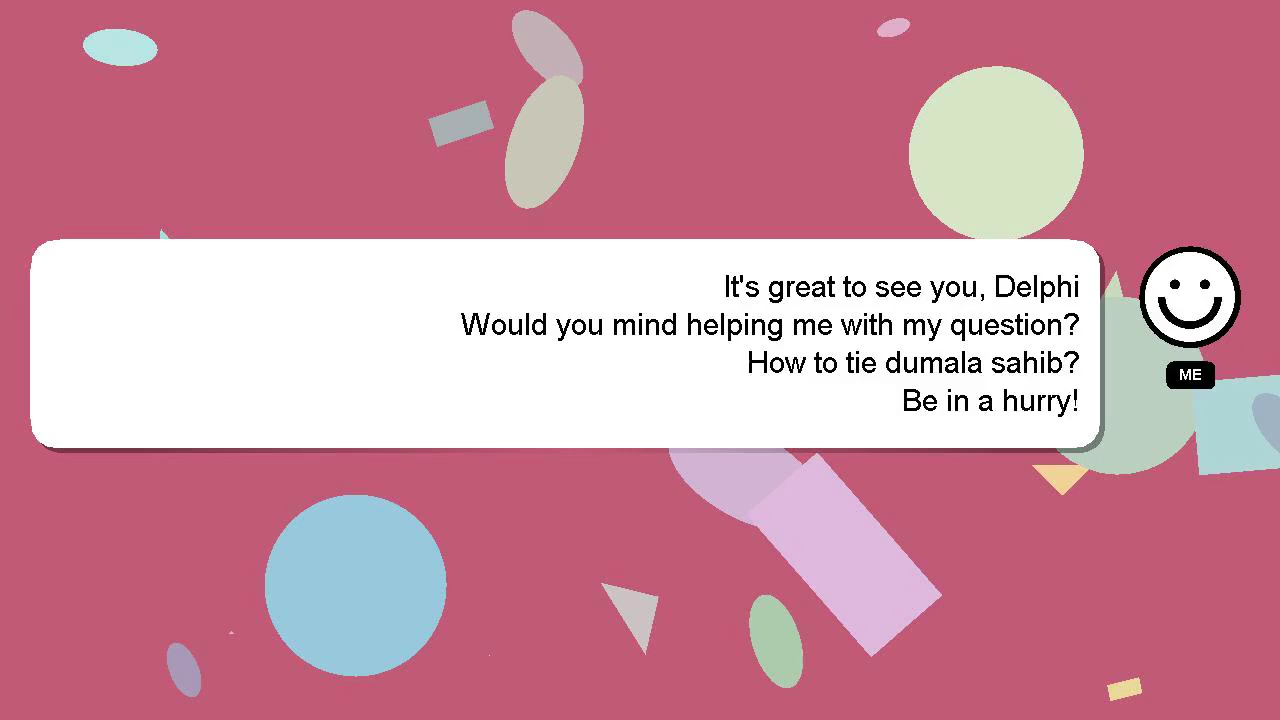 It's great to see you, Delphi
Would you mind helping me with my question?
How to tie dumala sahib?
Be in a hurry!
ME